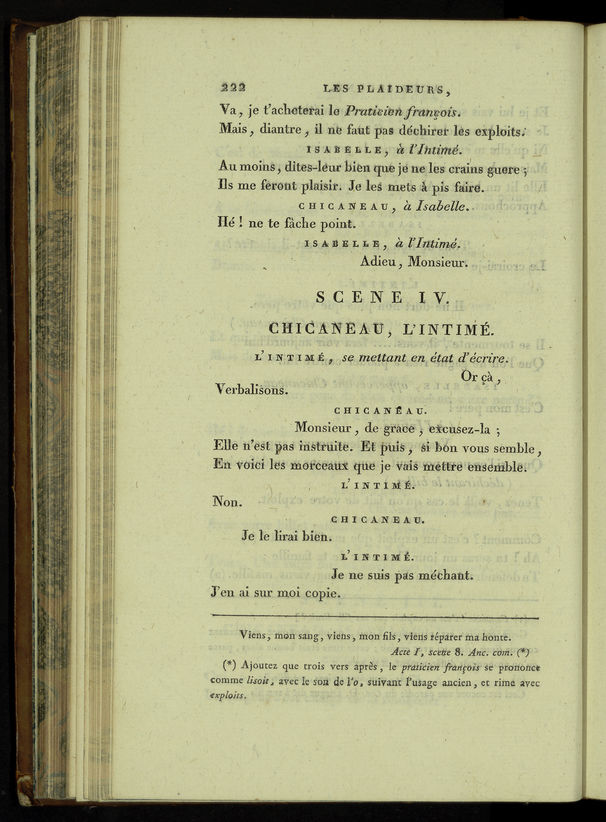 222 LES PLAIDEURS,
Va, je t'acheterai le Praticien françois.
Mais, diantre, il ne faut pas déchirer les exploits.
ISABELLE, à l'Intimé.
Au moins, dites-leur bien que je ne les crains guere ;
Ils me feront plaisir. Je les mets à pis faire.
CHICANEAU, à Isabelle.
Hé ! ne te fâche point.
ISABELLE, à l'Intimé.
Adieu, Monsieur.
SCENE IV.
CHICANEAU, L'INTIMÉ.
L'INTIMÉ, se mettant en état d'écrire.
Or çà,
Verbalisons.
CHICANEAU.
Monsieur, de grace, excusez-la ;
Elle n'est pas instruite. Et puis, si bon vous semble,
En voici les morceaux que je vais mettre ensemble.
L'INTIMÉ.
Non.
CHICANEAU.
Je le lirai bien.
L'INTIMÉ.
Je ne suis pas méchant.
J'en ai sur moi copie.
Viens, mon sang, viens, mon fils, viens réparer ma honte.
Acte I, scene 8. Anc. com. (*)
(*) Ajoutez que trois vers après, le praticien françois se prononce
comme lisoit, avec le son de l'o, suivant l'usage ancien, et rime avec
exploits.